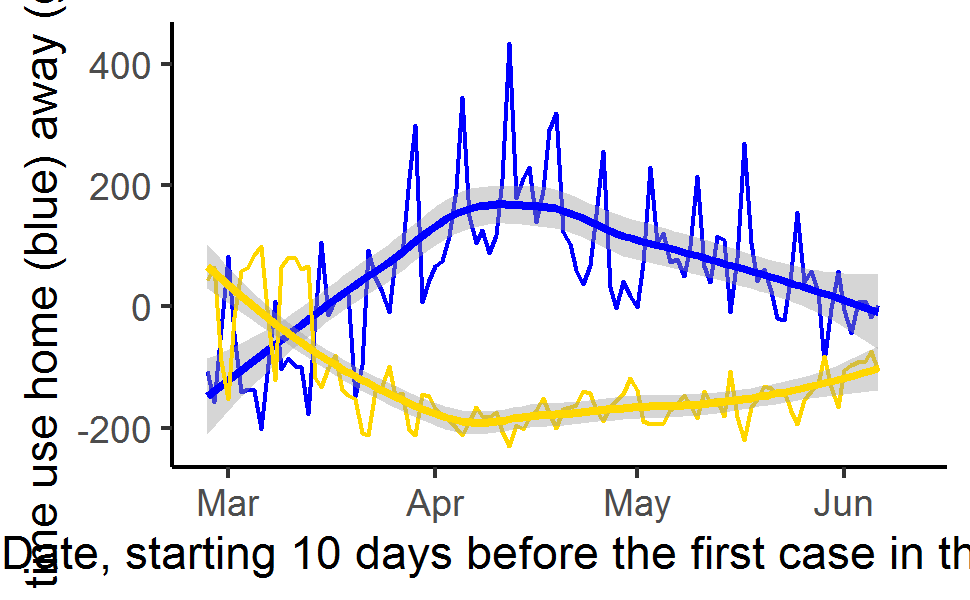 time use home (blue) away (
400
200
0
-200
Mar Apr May Jun
Date, starting 10 days before the first case in th